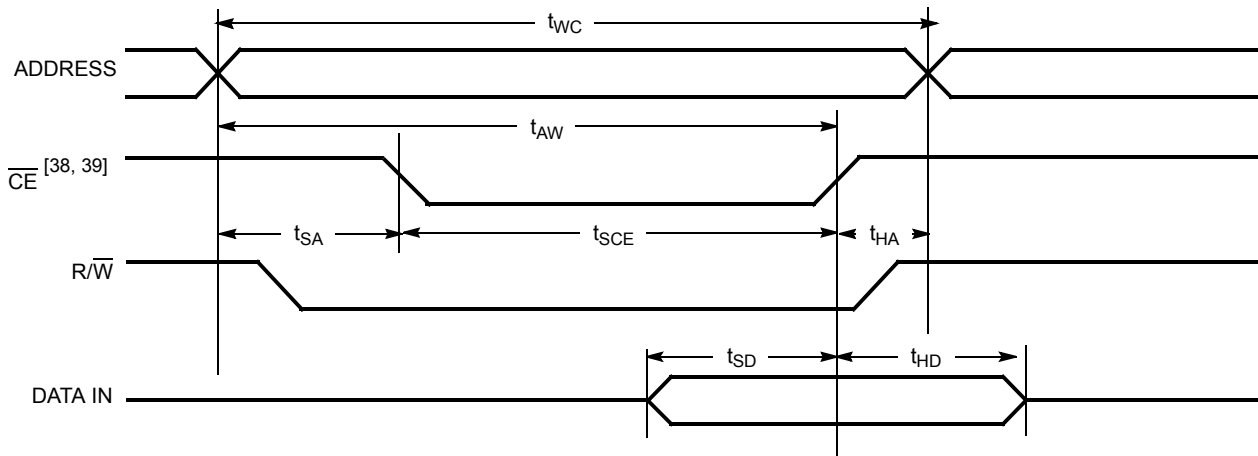 tWC
ADDRESS
tAW
CE [38, 39]
tSA
tSCE
tHA
R/W
tSD
tHD
DATA IN